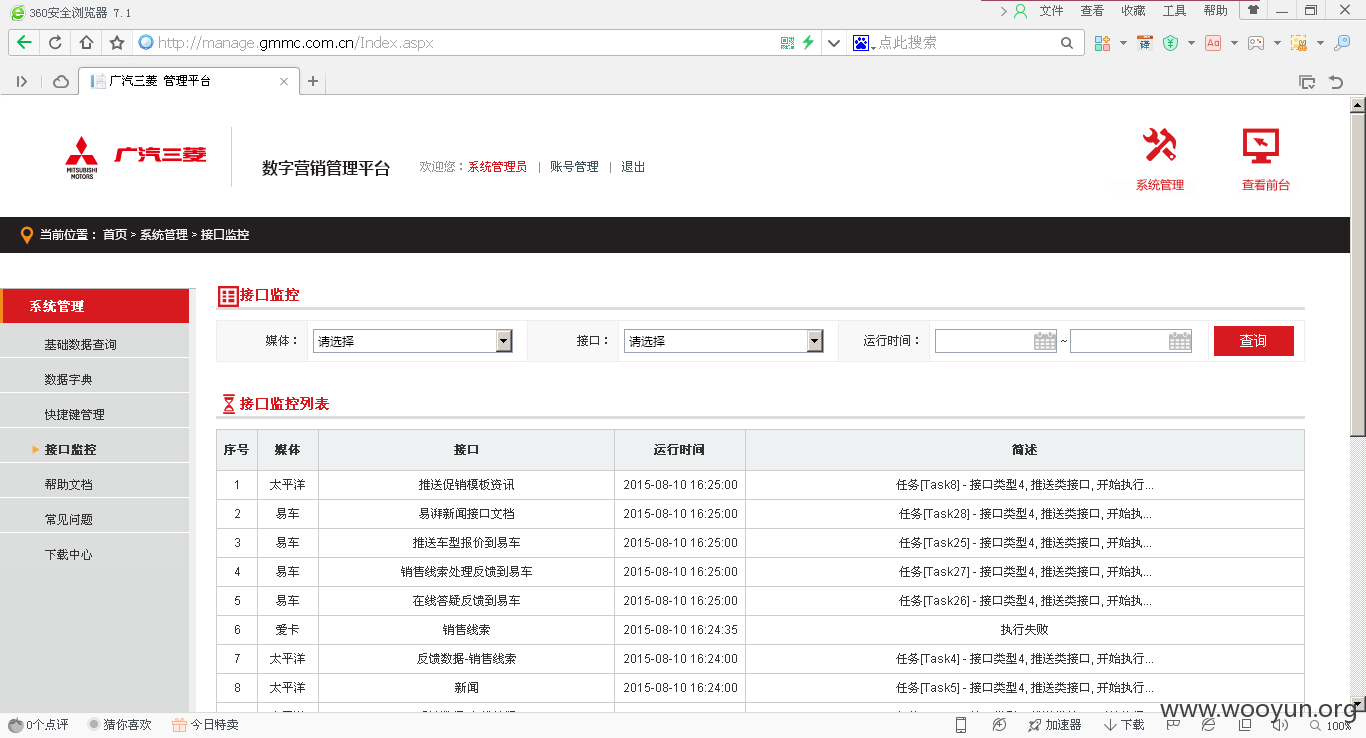 360安全浏览器 7.1
文件 查看 收藏 工具 帮助
http://manage.gmmc.com.cn/Index.aspx
点此搜索
广汽三菱 管理平台
MITSUBISHI MOTORS
广汽三菱
数字营销管理平台
欢迎您：系统管理员 | 账号管理 | 退出
系统管理
查看前台
当前位置： 首页 > 系统管理 > 接口监控
系统管理
基础数据查询
数据字典
快捷键管理
接口监控
帮助文档
常见问题
下载中心
接口监控
媒体： 请选择 接口： 请选择 运行时间： ~ 查询
接口监控列表
序号 媒体 接口 运行时间 简述
1 太平洋 推送促销模板资讯 2015-08-10 16:25:00 任务[Task8] - 接口类型4, 推送类接口, 开始执行...
2 易车 易湃新闻接口文档 2015-08-10 16:25:00 任务[Task28] - 接口类型4, 推送类接口, 开始执...
3 易车 推送车型报价到易车 2015-08-10 16:25:00 任务[Task25] - 接口类型4, 推送类接口, 开始执...
4 易车 销售线索处理反馈到易车 2015-08-10 16:25:00 任务[Task27] - 接口类型4, 推送类接口, 开始执...
5 易车 在线答疑反馈到易车 2015-08-10 16:25:00 任务[Task26] - 接口类型4, 推送类接口, 开始执...
6 爱卡 销售线索 2015-08-10 16:24:35 执行失败
7 太平洋 反馈数据-销售线索 2015-08-10 16:24:00 任务[Task4] - 接口类型4, 推送类接口, 开始执行...
8 太平洋 新闻 2015-08-10 16:24:00 任务[Task5] - 接口类型4, 推送类接口, 开始执行...
www.wooyun.org
0个点评 猜你喜欢 今日特卖 加速器 下载 100%